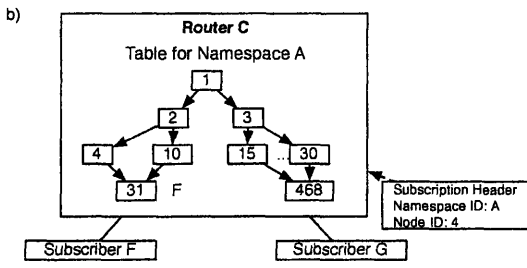 b)
Router C
Table for Namespace A
1
2 3
4 10 15 ... 30
31 F 468
Subscription Header
Namespace ID: A
Node ID: 4
Subscriber F Subscriber G